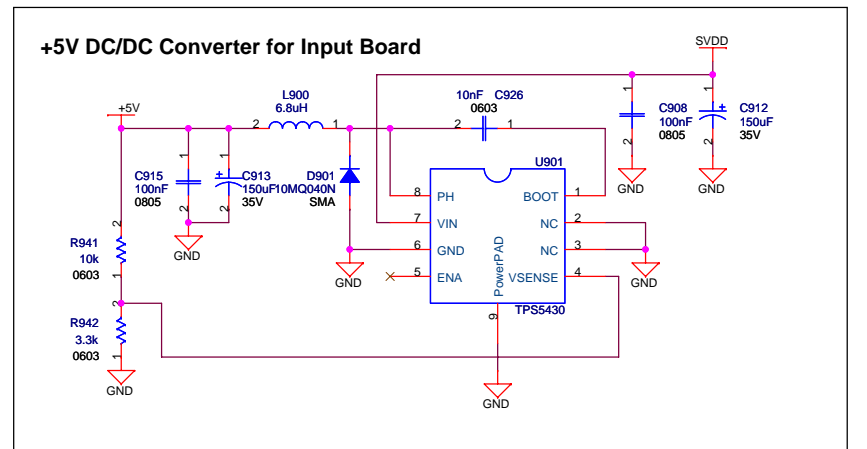 +5V DC/DC Converter for Input Board
SVDD
+5V
L900
6.8uH
2 1
10nF C926
0603
2 1
1
2
C908
100nF
0805
GND
1
2
C912
150uF
35V
GND
+
1
2
C915
100nF
0805
1
2
C913
150uF
35V
+
GND
D901
10MQ040N
SMA
GND
U901
8 PH
7 VIN
6 GND
5 ENA
BOOT 1
NC 2
NC 3
VSENSE 4
PowerPAD
9
TPS5430
GND
GND
2
R941
10k
0603
1
2
R942
3.3k
0603
1
GND